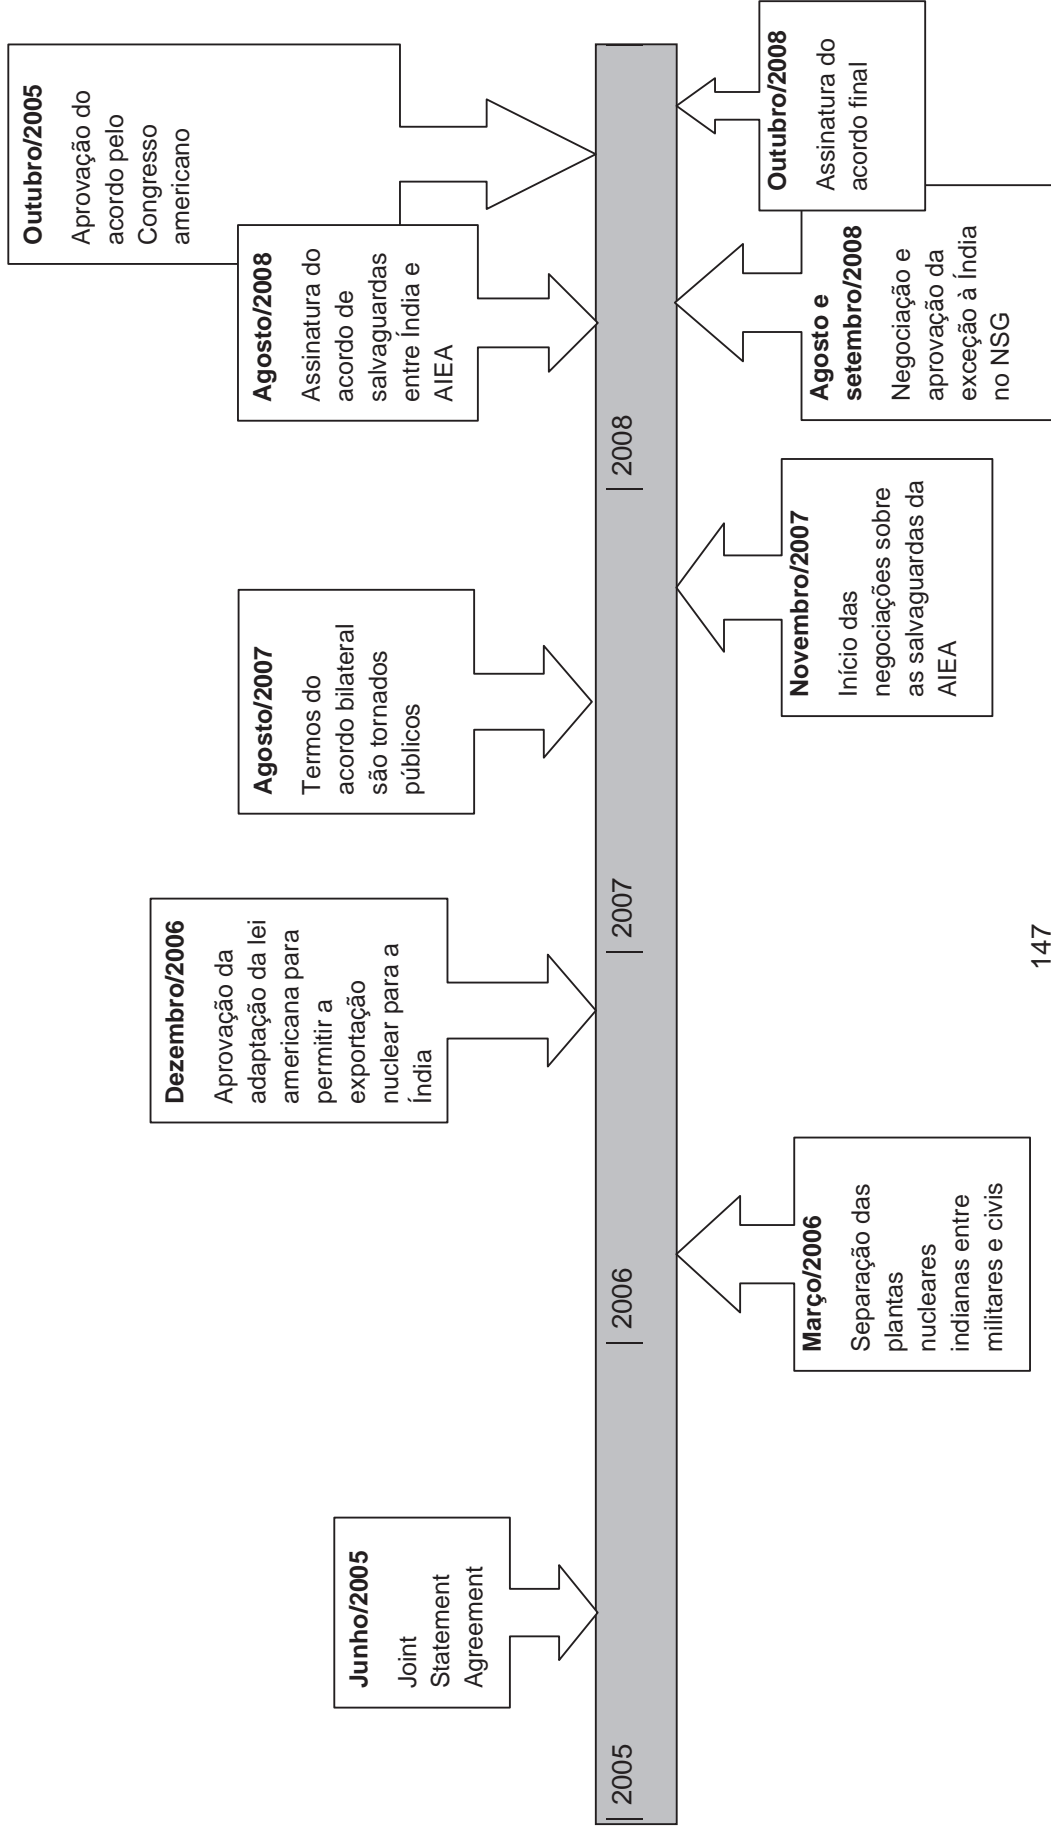 Junho/2005
Joint
Statement
Agreement
Dezembro/2006
Aprovação da
adaptação da lei
americana para
permitir a
exportação
nuclear para a
Índia
Agosto/2007
Termos do
acordo bilateral
são tornados
públicos
Agosto/2008
Assinatura do
acordo de
salvaguardas
entre Índia e
AIEA
Outubro/2005
Aprovação do
acordo pelo
Congresso
americano
| 2005
| 2006
| 2007
| 2008
Março/2006
Separação das
plantas
nucleares
indianas entre
militares e civis
Novembro/2007
Início das
negociações sobre
as salvaguardas da
AIEA
Agosto e
setembro/2008
Negociação e
aprovação da
exceção à Índia
no NSG
Outubro/2008
Assinatura do
acordo final
147